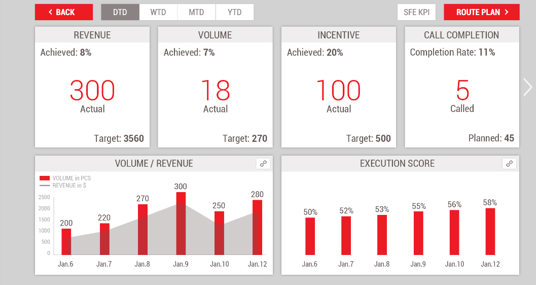 BACK
DTD WTD MTD YTD
SFE KPI
ROUTE PLAN
REVENUE
Achieved: 8%
300
Actual
Target: 3560
VOLUME
Achieved: 7%
18
Actual
Target: 270
INCENTIVE
Achieved: 20%
100
Actual
Target: 500
CALL COMPLETION
Completion Rate: 11%
5
Called
Planned: 45
VOLUME / REVENUE
VOLUME in PCS
REVENUE in $
2500
2000
1500
1000
500
0
200 220 270 300 250 280
Jan.6 Jan.7 Jan.8 Jan.9 Jan.10 Jan.12
EXECUTION SCORE
50% 52% 53% 55% 56% 58%
Jan.6 Jan.7 Jan.8 Jan.9 Jan.10 Jan.12